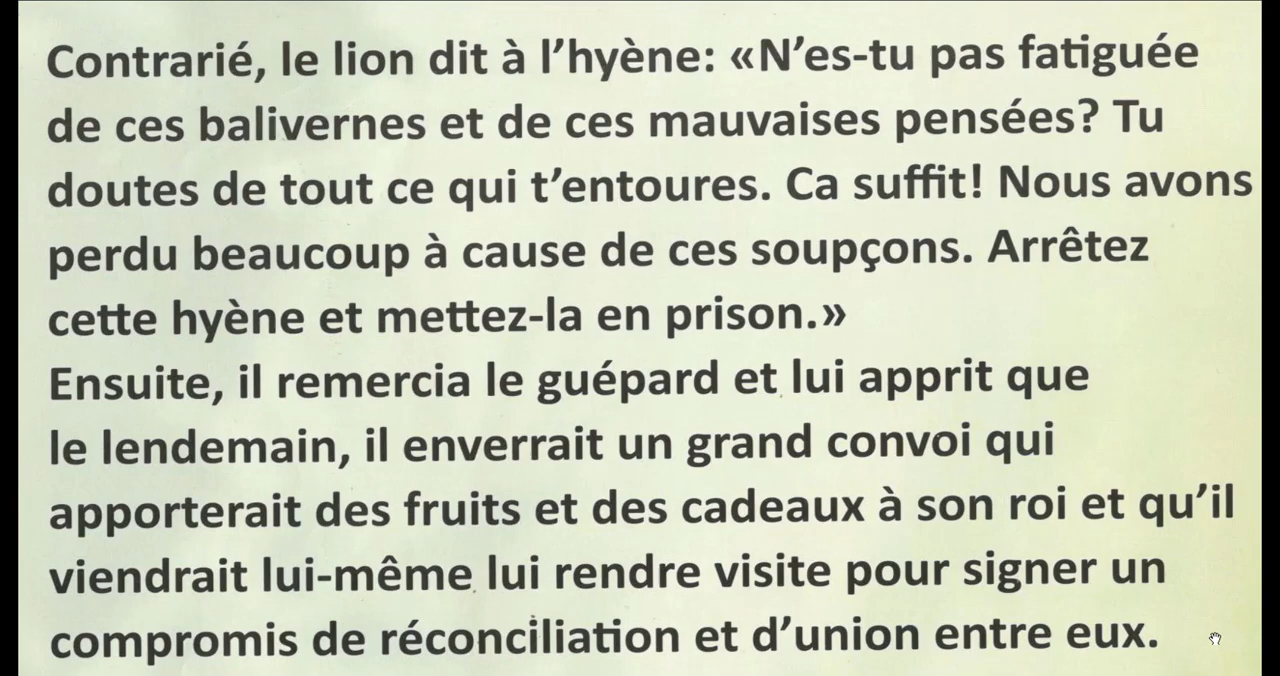 Contrarié, le lion dit à l’hyène: «N’es-tu pas fatiguée
de ces balivernes et de ces mauvaises pensées? Tu
doutes de tout ce qui t’entoures. Ca suffit! Nous avons
perdu beaucoup à cause de ces soupçons. Arrêtez
cette hyène et mettez-la en prison.»
Ensuite, il remercia le guépard et lui apprit que
le lendemain, il enverrait un grand convoi qui
apporterait des fruits et des cadeaux à son roi et qu’il
viendrait lui-même lui rendre visite pour signer un
compromis de réconciliation et d’union entre eux.